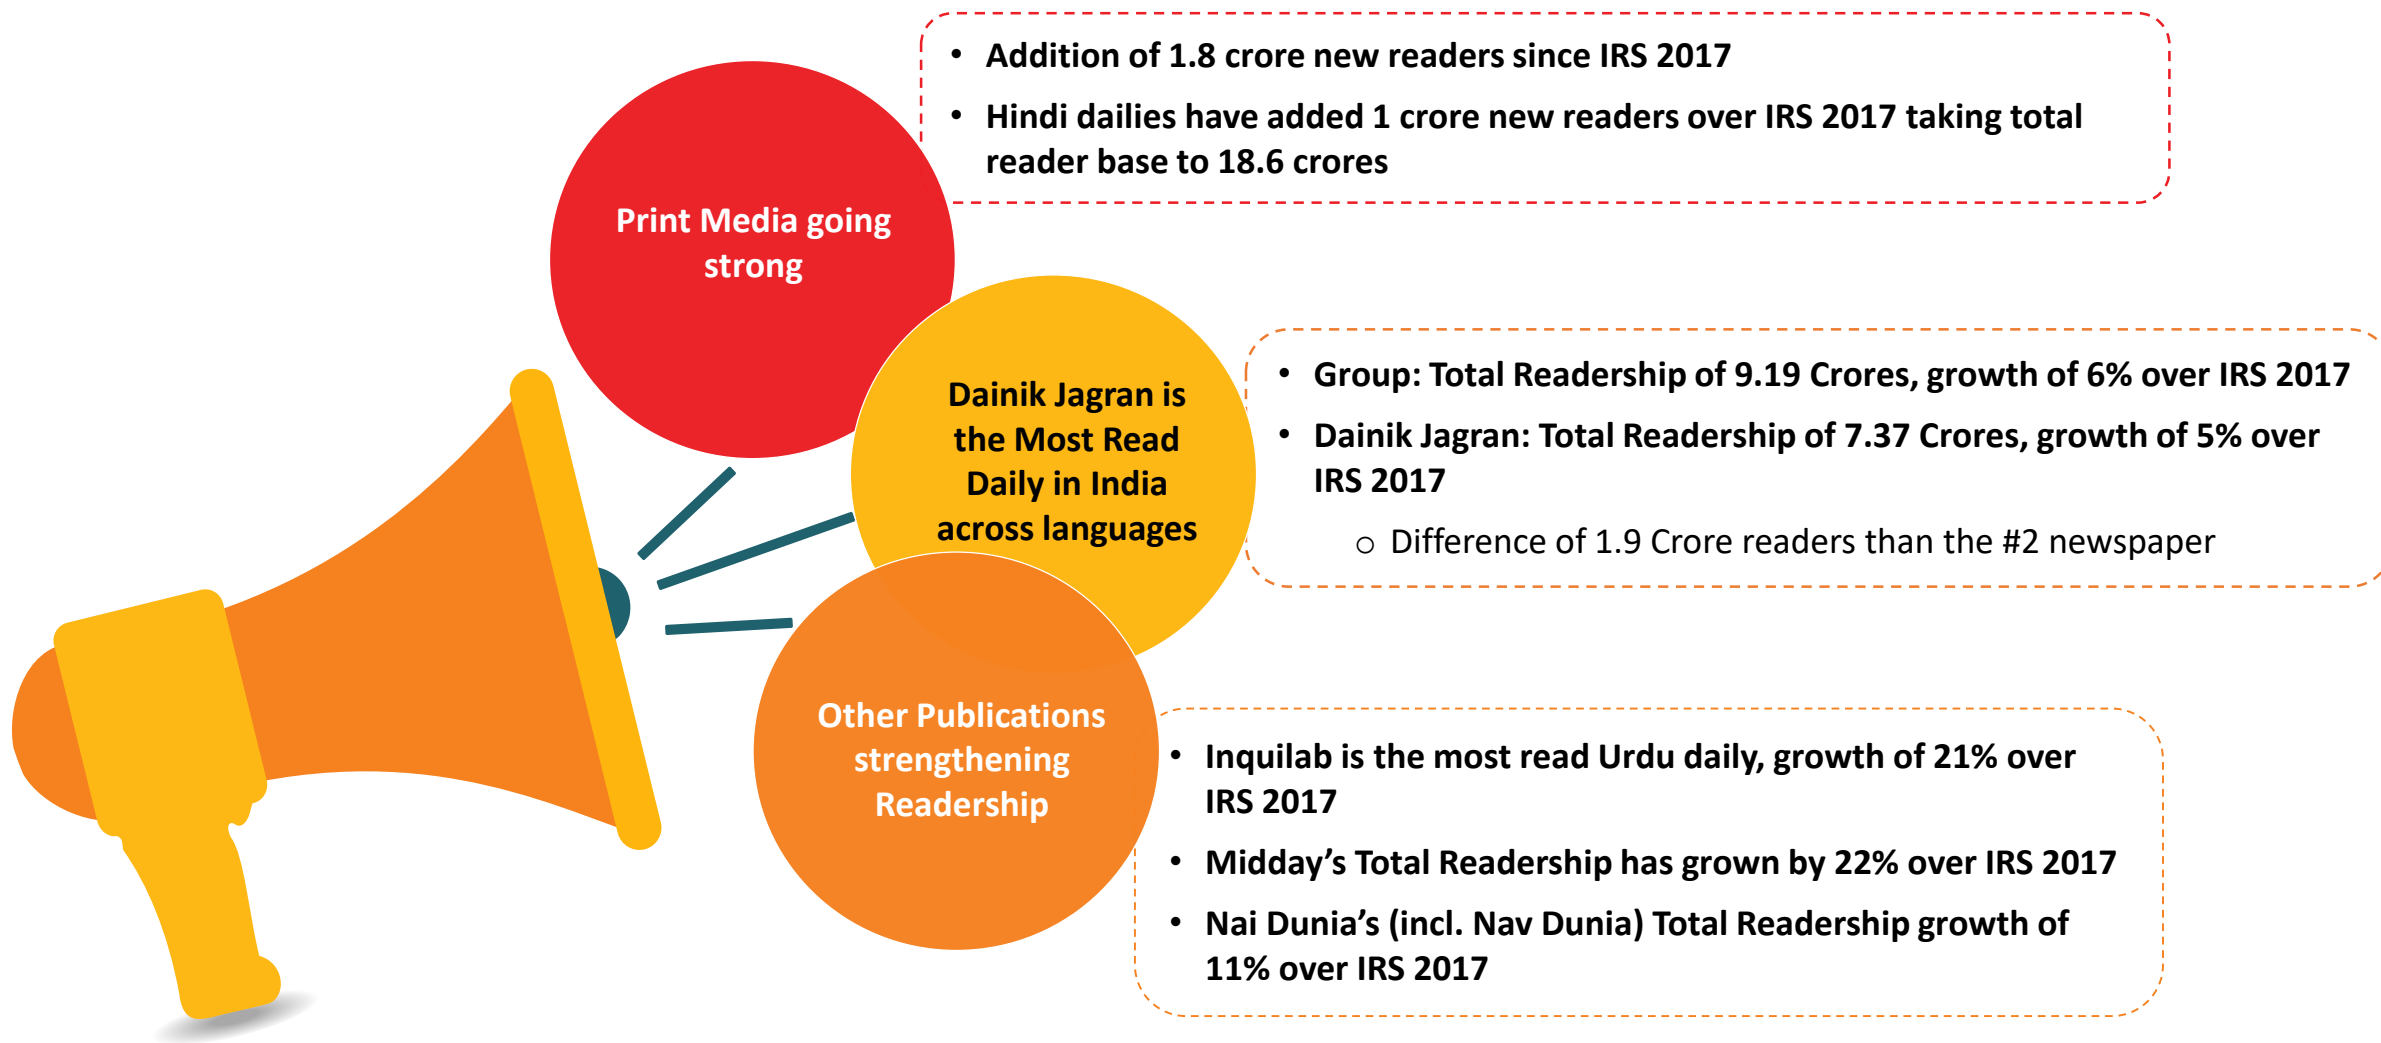 • Addition of 1.8 crore new readers since IRS 2017
• Hindi dailies have added 1 crore new readers over IRS 2017 taking total
reader base to 18.6 crores
Print Media going
strong
Dainik Jagran is
the Most Read
Daily in India
across languages
• Group: Total Readership of 9.19 Crores, growth of 6% over IRS 2017
• Dainik Jagran: Total Readership of 7.37 Crores, growth of 5% over
IRS 2017
o Difference of 1.9 Crore readers than the #2 newspaper
Other Publications
strengthening
Readership
• Inquilab is the most read Urdu daily, growth of 21% over
IRS 2017
• Midday’s Total Readership has grown by 22% over IRS 2017
• Nai Dunia’s (incl. Nav Dunia) Total Readership growth of
11% over IRS 2017